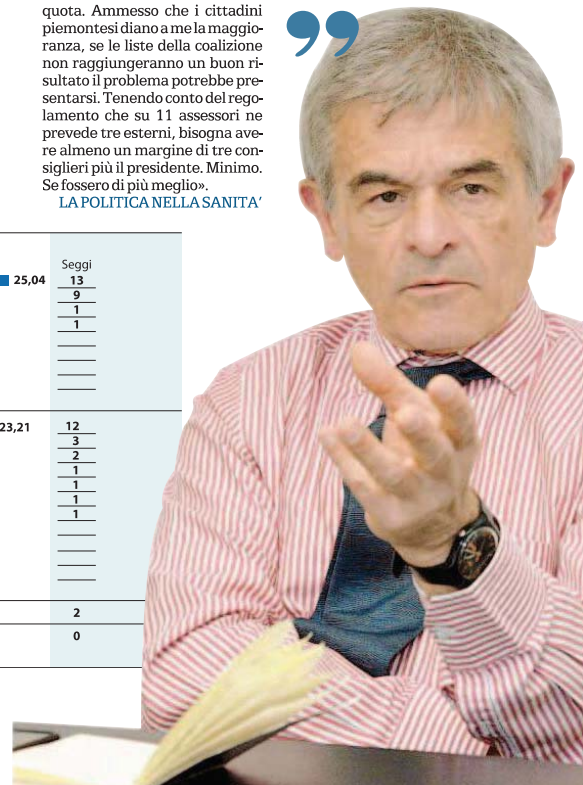 quota. Ammesso che i cittadini
piemontesi diano a me la maggio-
ranza, se le liste della coalizione
non raggiungeranno un buon ri-
sultato il problema potrebbe pre-
sentarsi. Tenendo conto del rego-
lamento che su 11 assessori ne
prevede tre esterni, bisogna ave-
re almeno un margine di tre con-
siglieri più il presidente. Minimo.
Se fossero di più meglio».
LA POLITICA NELLA SANITA’
”
Seggi
25,04 13
9
1
1
23,21 12
3
2
1
1
1
1
2
0